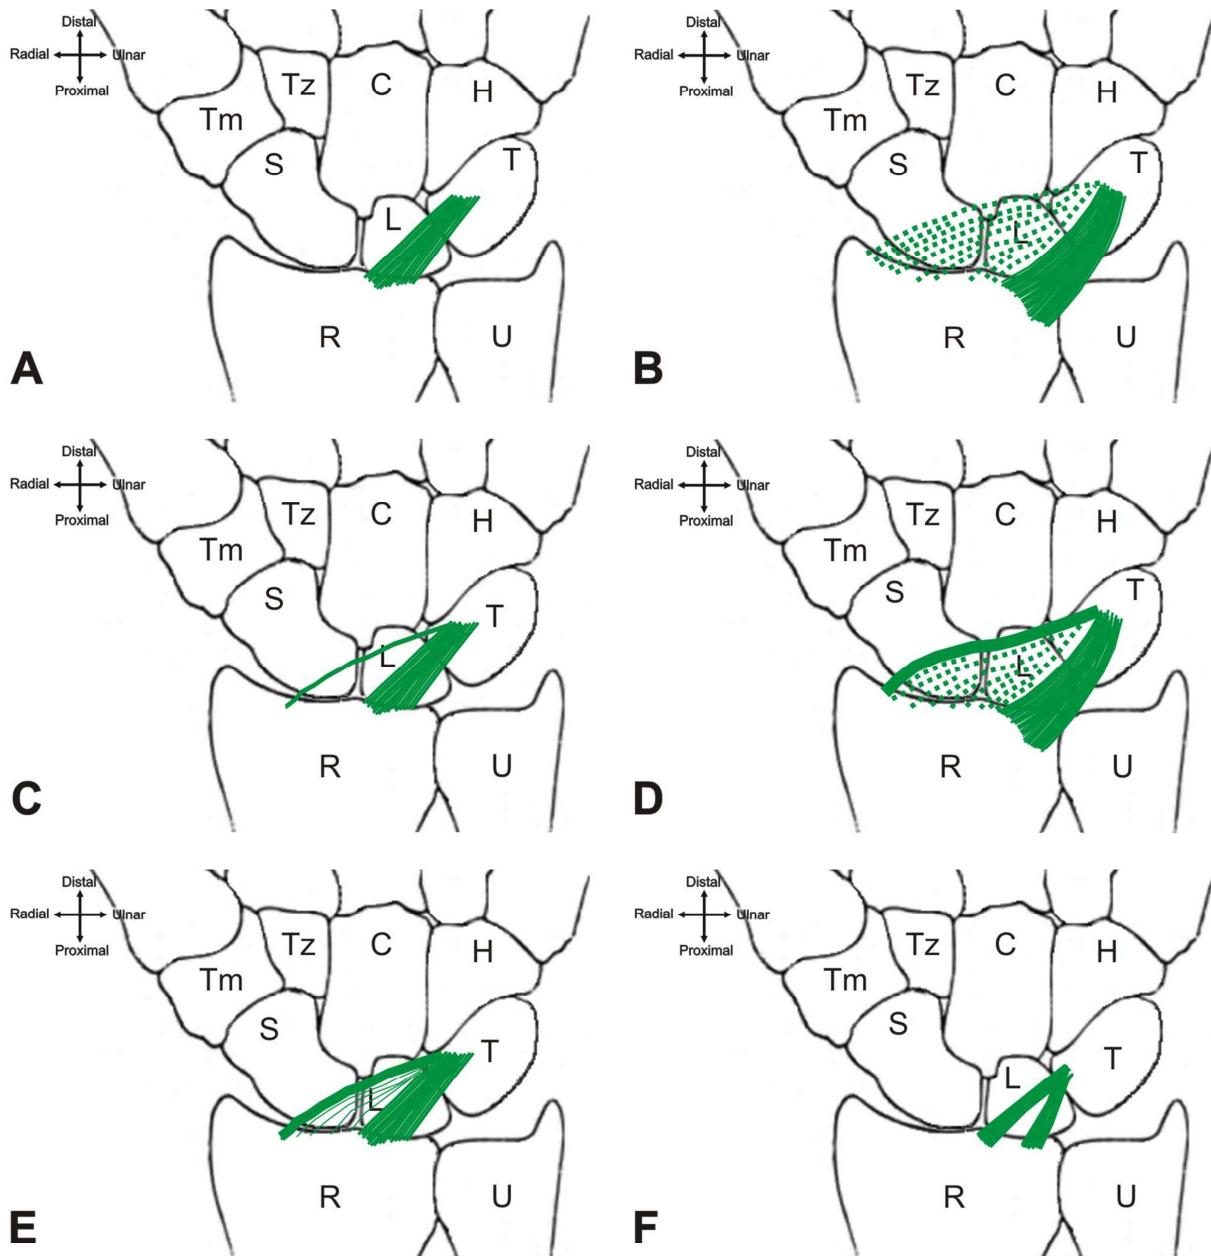 Distal
Radial Ulnar
Proximal
Tz C H
Tm
S T
L
R U
A
Distal
Radial Ulnar
Proximal
Tz C H
Tm
S T
L
R U
B
Distal
Radial Ulnar
Proximal
Tz C H
Tm
S T
L
R U
C
Distal
Radial Ulnar
Proximal
Tz C H
Tm
S T
L
R U
D
Distal
Radial Ulnar
Proximal
Tz C H
Tm
S T
L
R U
E
Distal
Radial Ulnar
Proximal
Tz C H
Tm
S T
L
R U
F